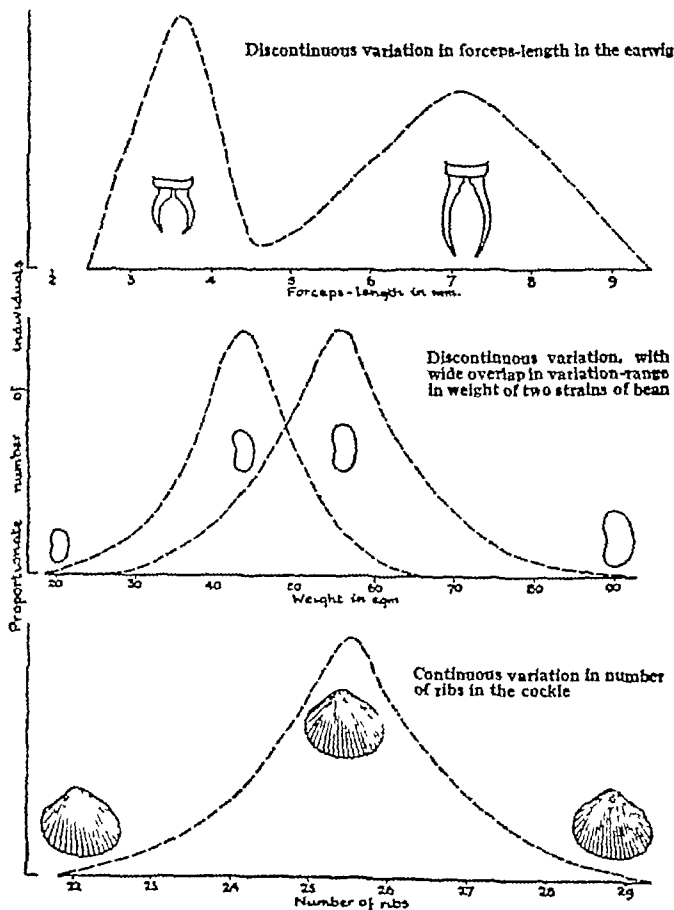 Discontinuous variation in forceps-length in the earwig
2 3 4 5 6 7 8 9
Forceps-length in mm.
Proportionate number of individuals
Discontinuous variation, with
wide overlap in variation-range
in weight of two strains of bean
20 30 40 50 60 70 80 90
Weight in cgm
Continuous variation in number
of ribs in the cockle
22 23 24 25 26 27 28 29
Number of ribs